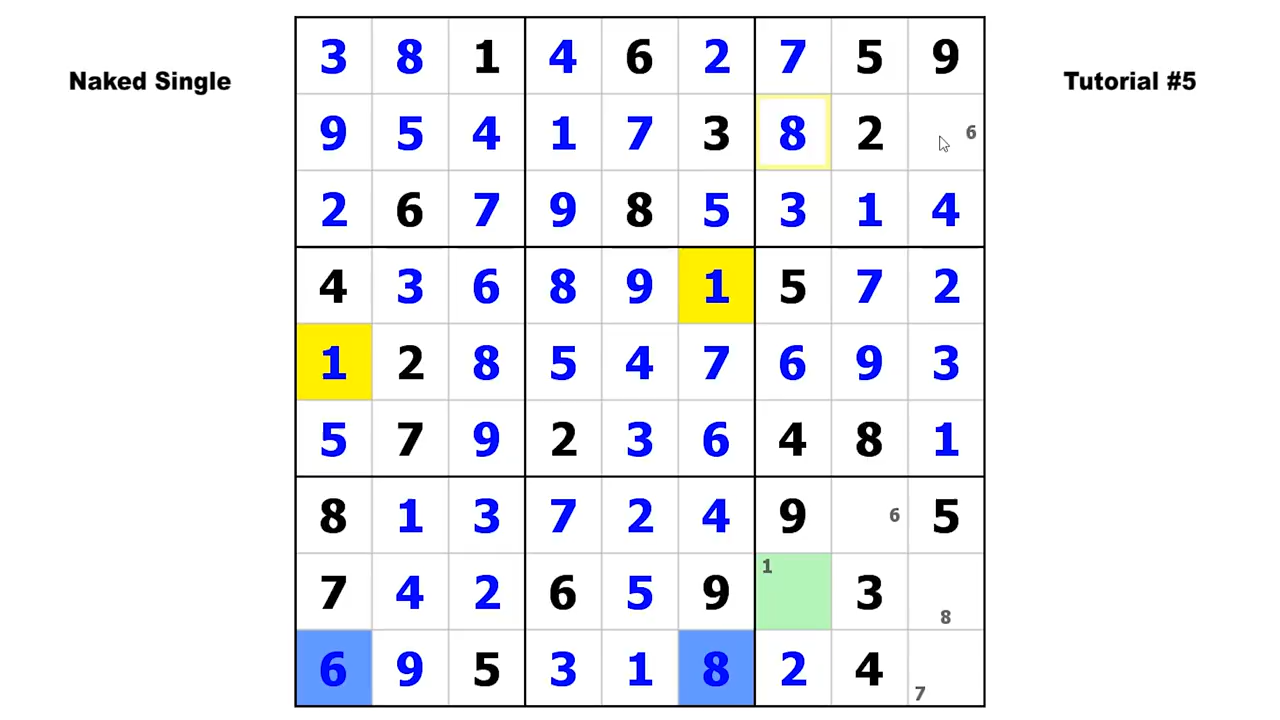 Naked Single
Tutorial #5
3 8 1 4 6 2 7 5 9
9 5 4 1 7 3 8 2 6
2 6 7 9 8 5 3 1 4
4 3 6 8 9 1 5 7 2
1 2 8 5 4 7 6 9 3
5 7 9 2 3 6 4 8 1
8 1 3 7 2 4 9 6 5
7 4 2 6 5 9 1 3 8
6 9 5 3 1 8 2 4 7